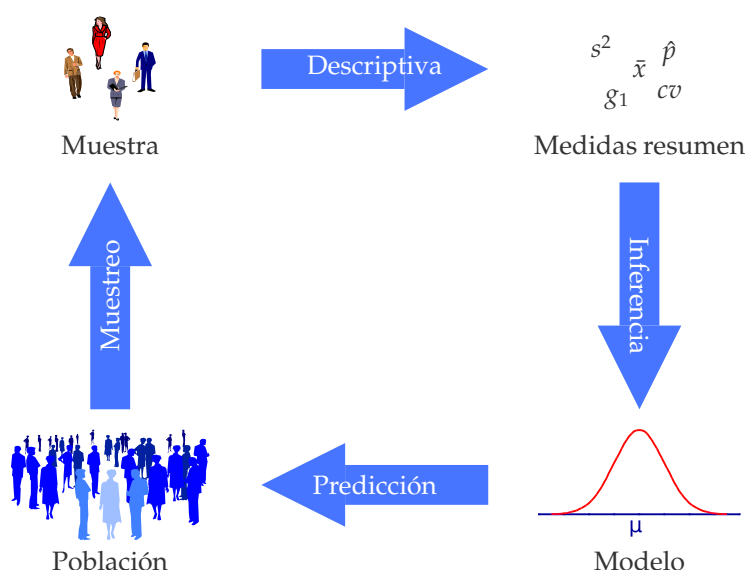 Descriptiva
s² x̄ p̂
g₁ cv
Muestra
Medidas resumen
Muestreo
Inferencia
Predicción
μ
Población
Modelo